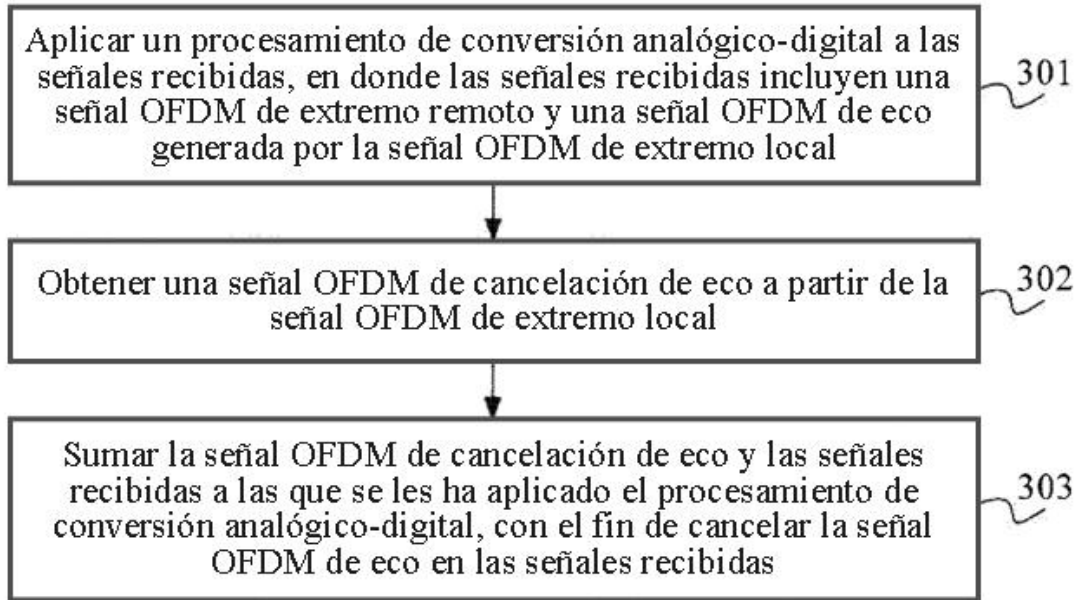 Aplicar un procesamiento de conversión analógico-digital a las
señales recibidas, en donde las señales recibidas incluyen una
señal OFDM de extremo remoto y una señal OFDM de eco
generada por la señal OFDM de extremo local
301
Obtener una señal OFDM de cancelación de eco a partir de la
señal OFDM de extremo local
302
Sumar la señal OFDM de cancelación de eco y las señales
recibidas a las que se les ha aplicado el procesamiento de
conversión analógico-digital, con el fin de cancelar la señal
OFDM de eco en las señales recibidas
303